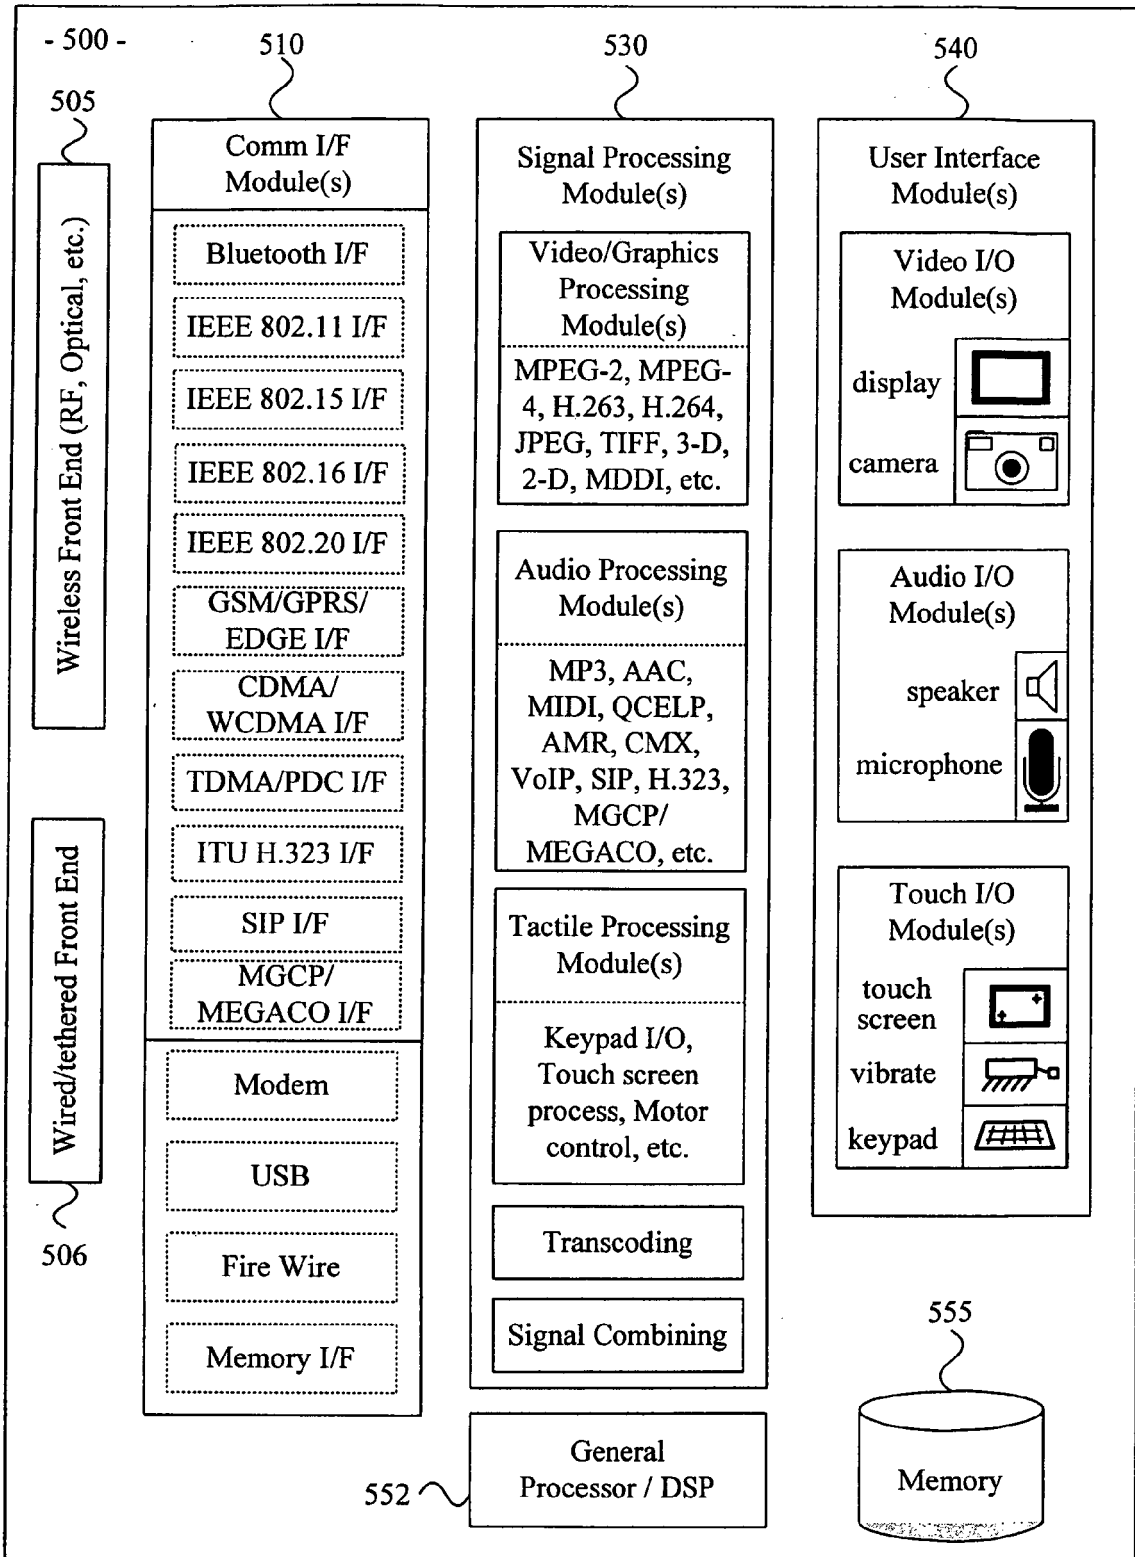 - 500 -
510
530
540
505
Wireless Front End (RF, Optical, etc.)
Wired/tethered Front End
506
Comm I/F
Module(s)
Bluetooth I/F
IEEE 802.11 I/F
IEEE 802.15 I/F
IEEE 802.16 I/F
IEEE 802.20 I/F
GSM/GPRS/
EDGE I/F
CDMA/
WCDMA I/F
TDMA/PDC I/F
ITU H.323 I/F
SIP I/F
MGCP/
MEGACO I/F
Modem
USB
Fire Wire
Memory I/F
Signal Processing
Module(s)
Video/Graphics
Processing
Module(s)
MPEG-2, MPEG-
4, H.263, H.264,
JPEG, TIFF, 3-D,
2-D, MDDI, etc.
Audio Processing
Module(s)
MP3, AAC,
MIDI, QCELP,
AMR, CMX,
VoIP, SIP, H.323,
MGCP/
MEGACO, etc.
Tactile Processing
Module(s)
Keypad I/O,
Touch screen
process, Motor
control, etc.
Transcoding
Signal Combining
552
General
Processor / DSP
User Interface
Module(s)
Video I/O
Module(s)
display
camera
Audio I/O
Module(s)
speaker
microphone
Touch I/O
Module(s)
touch
screen
vibrate
keypad
555
Memory